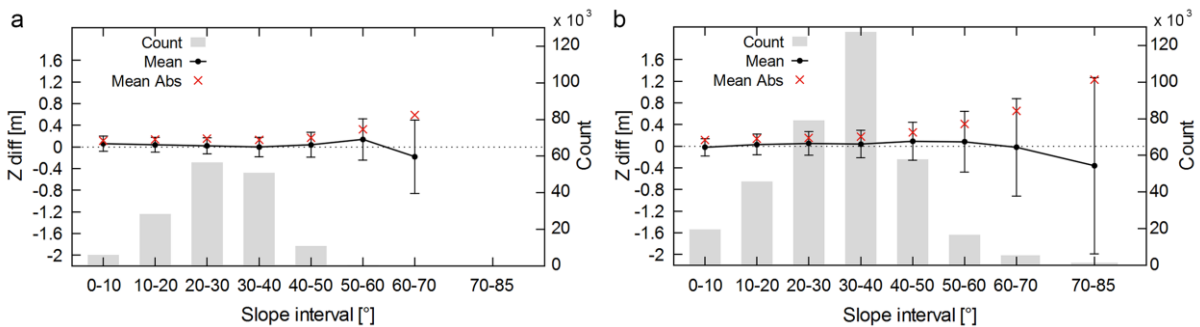 a
x 10³
Count
Mean
Mean Abs
Z diff [m]
1.6
1.2
0.8
0.4
0
-0.4
-0.8
-1.2
-1.6
-2
120
100
80
60
40
20
0
Count
0-10 10-20 20-30 30-40 40-50 50-60 60-70 70-85
Slope interval [°]
b
x 10³
Count
Mean
Mean Abs
Z diff [m]
1.6
1.2
0.8
0.4
0
-0.4
-0.8
-1.2
-1.6
-2
120
100
80
60
40
20
0
Count
0-10 10-20 20-30 30-40 40-50 50-60 60-70 70-85
Slope interval [°]